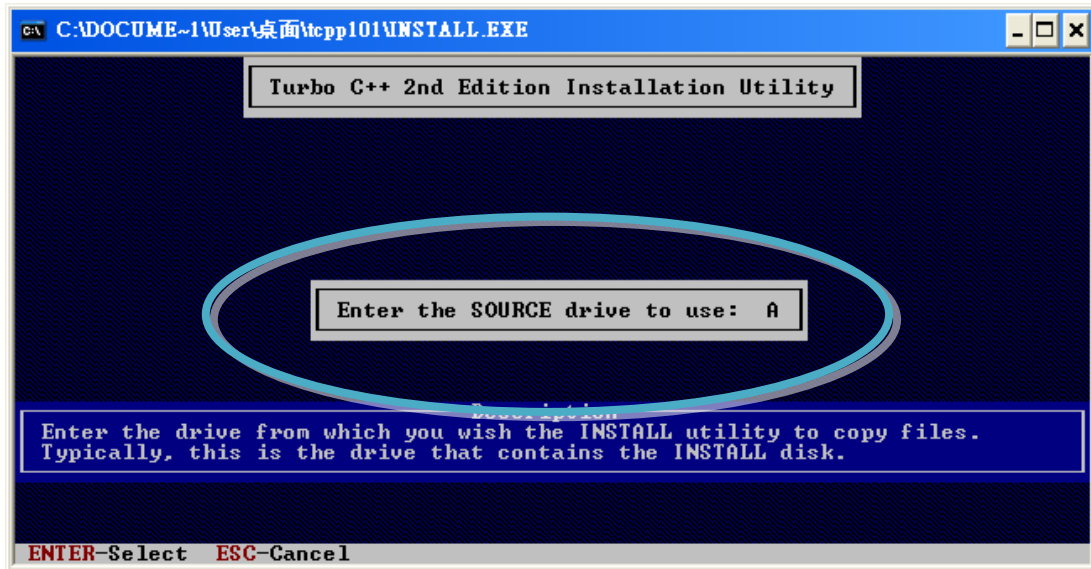 C:\DOCUME~1\User\桌面\tcpp101\INSTALL.EXE
Turbo C++ 2nd Edition Installation Utility
Enter the SOURCE drive to use: A
Description
Enter the drive from which you wish the INSTALL utility to copy files.
Typically, this is the drive that contains the INSTALL disk.
ENTER-Select ESC-Cancel